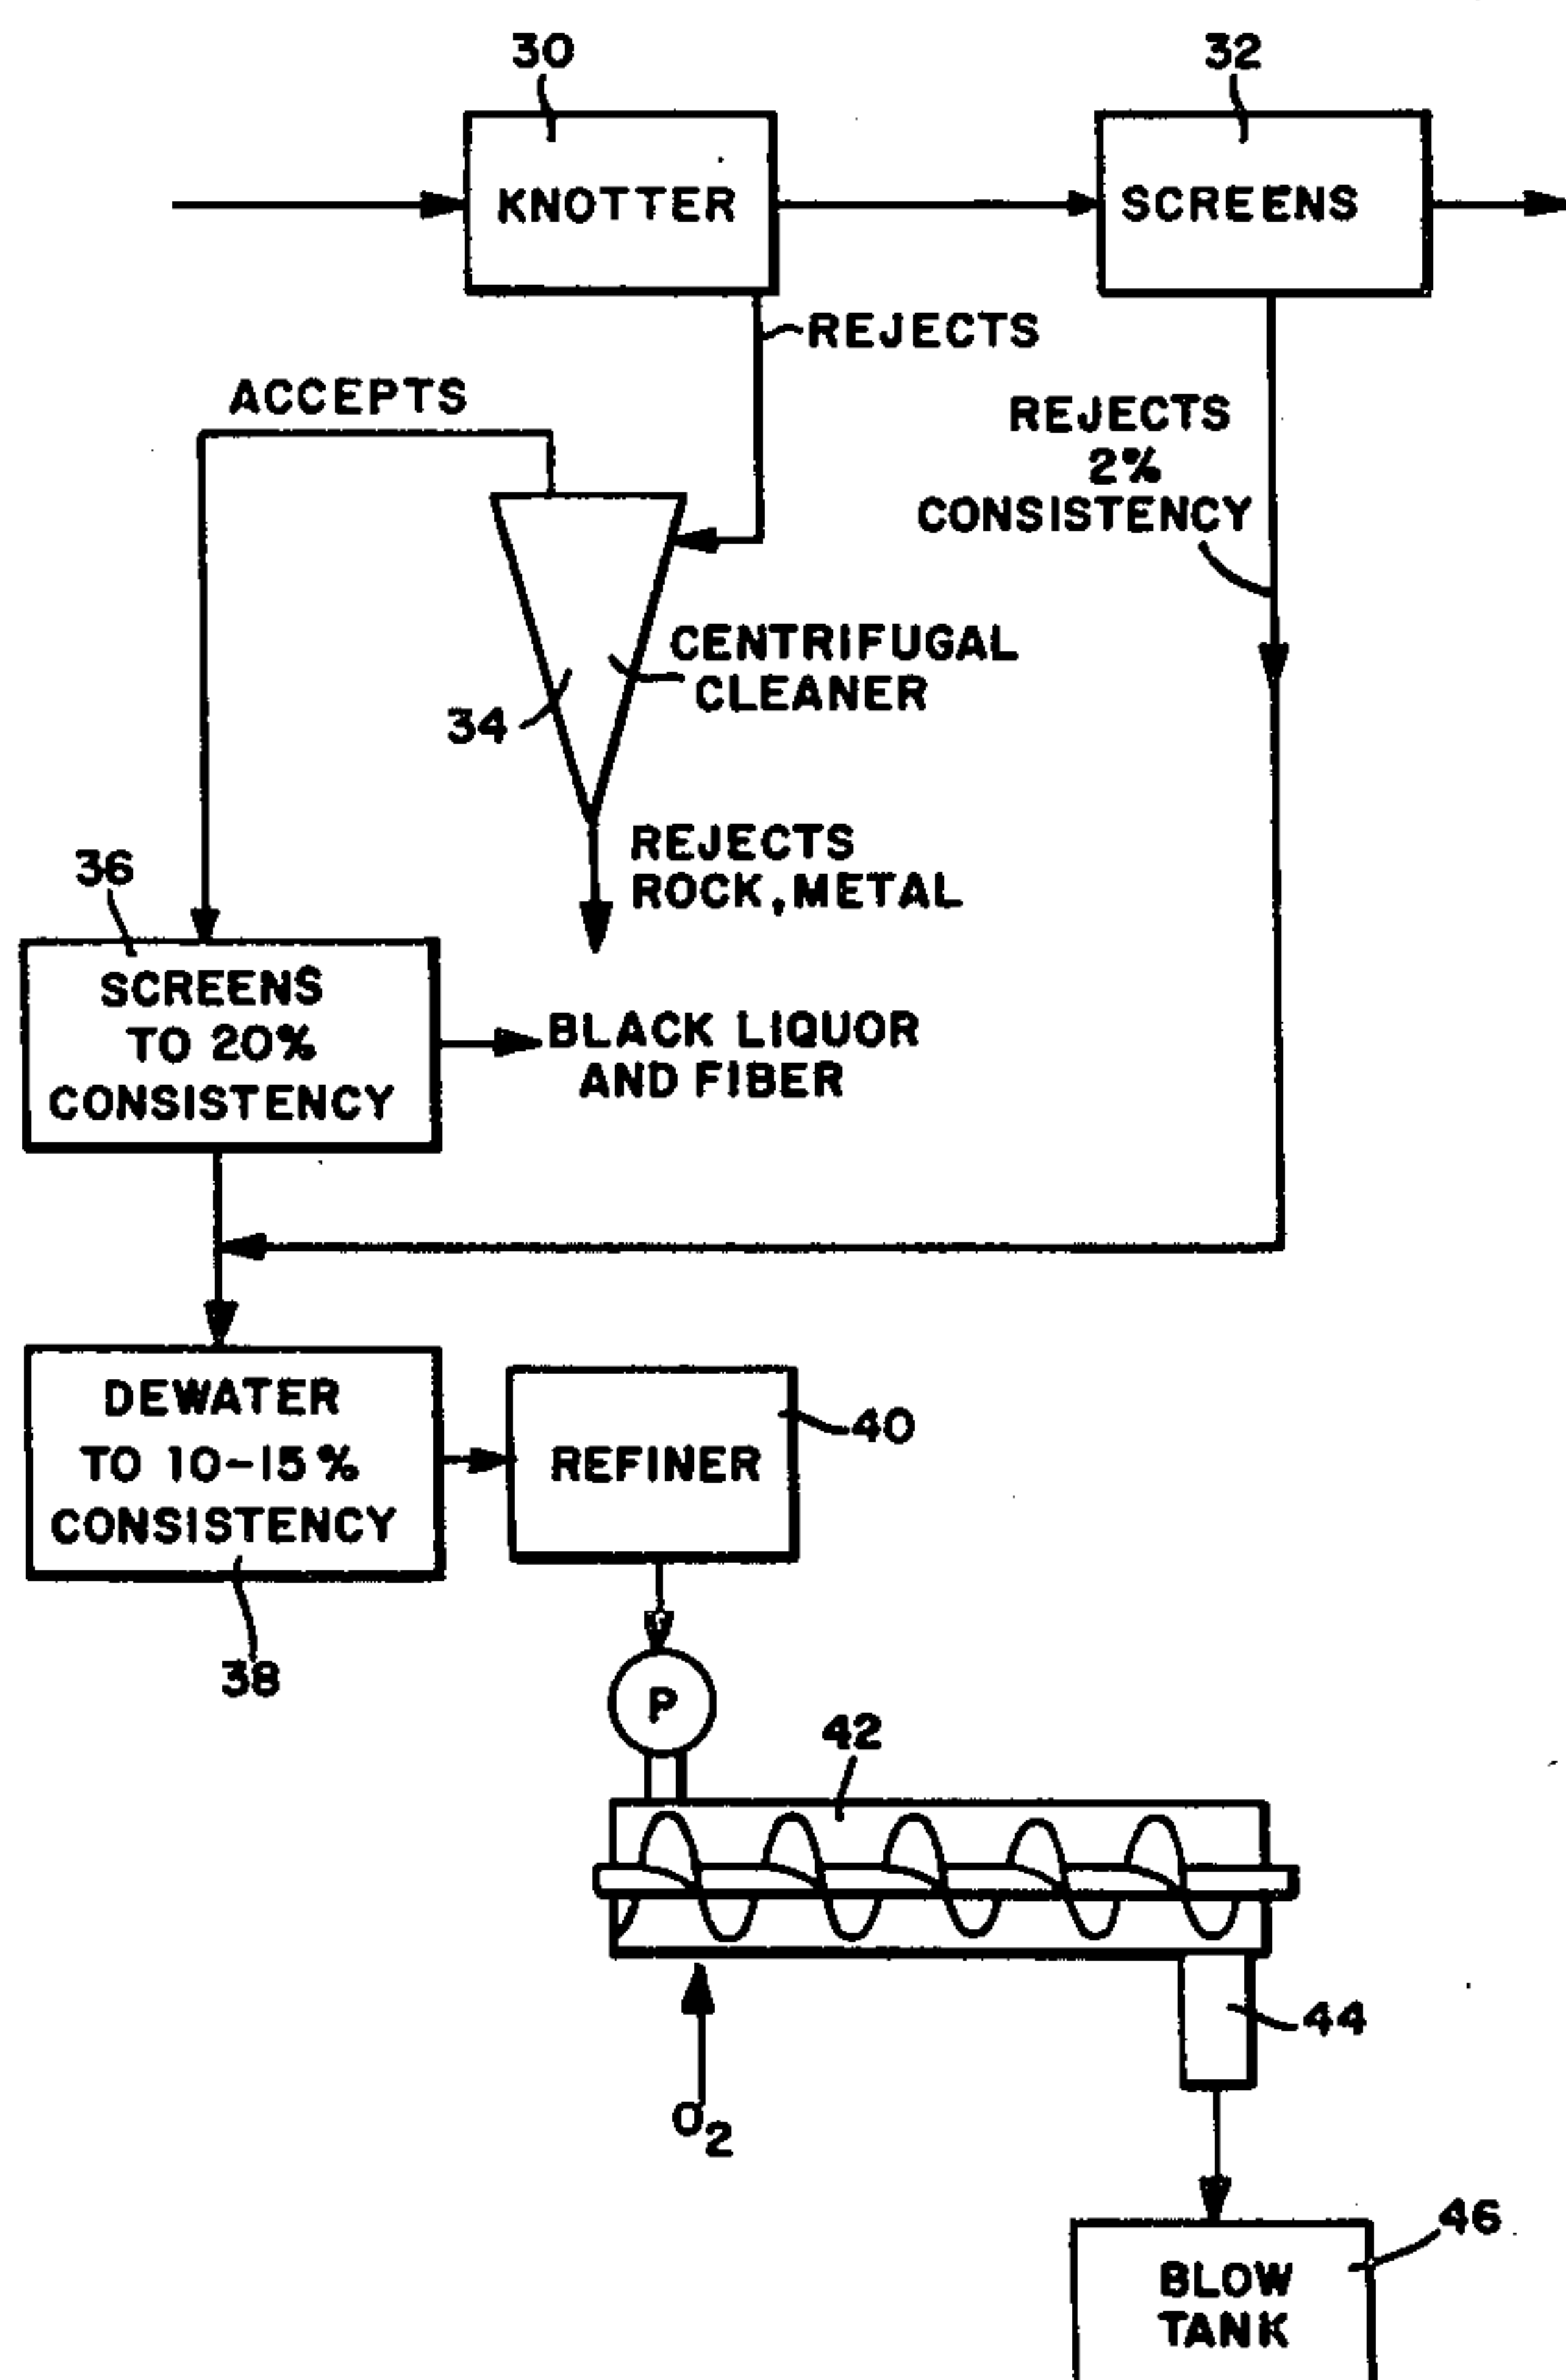 30
32
KNOTTER
SCREENS
REJECTS
ACCEPTS
REJECTS
2%
CONSISTENCY
CENTRIFUGAL
CLEANER
34
REJECTS
ROCK, METAL
36
SCREENS
TO 20%
CONSISTENCY
BLACK LIQUOR
AND FIBER
DEWATER
TO 10-15%
CONSISTENCY
REFINER
40
38
P
42
44
O2
46
BLOW
TANK